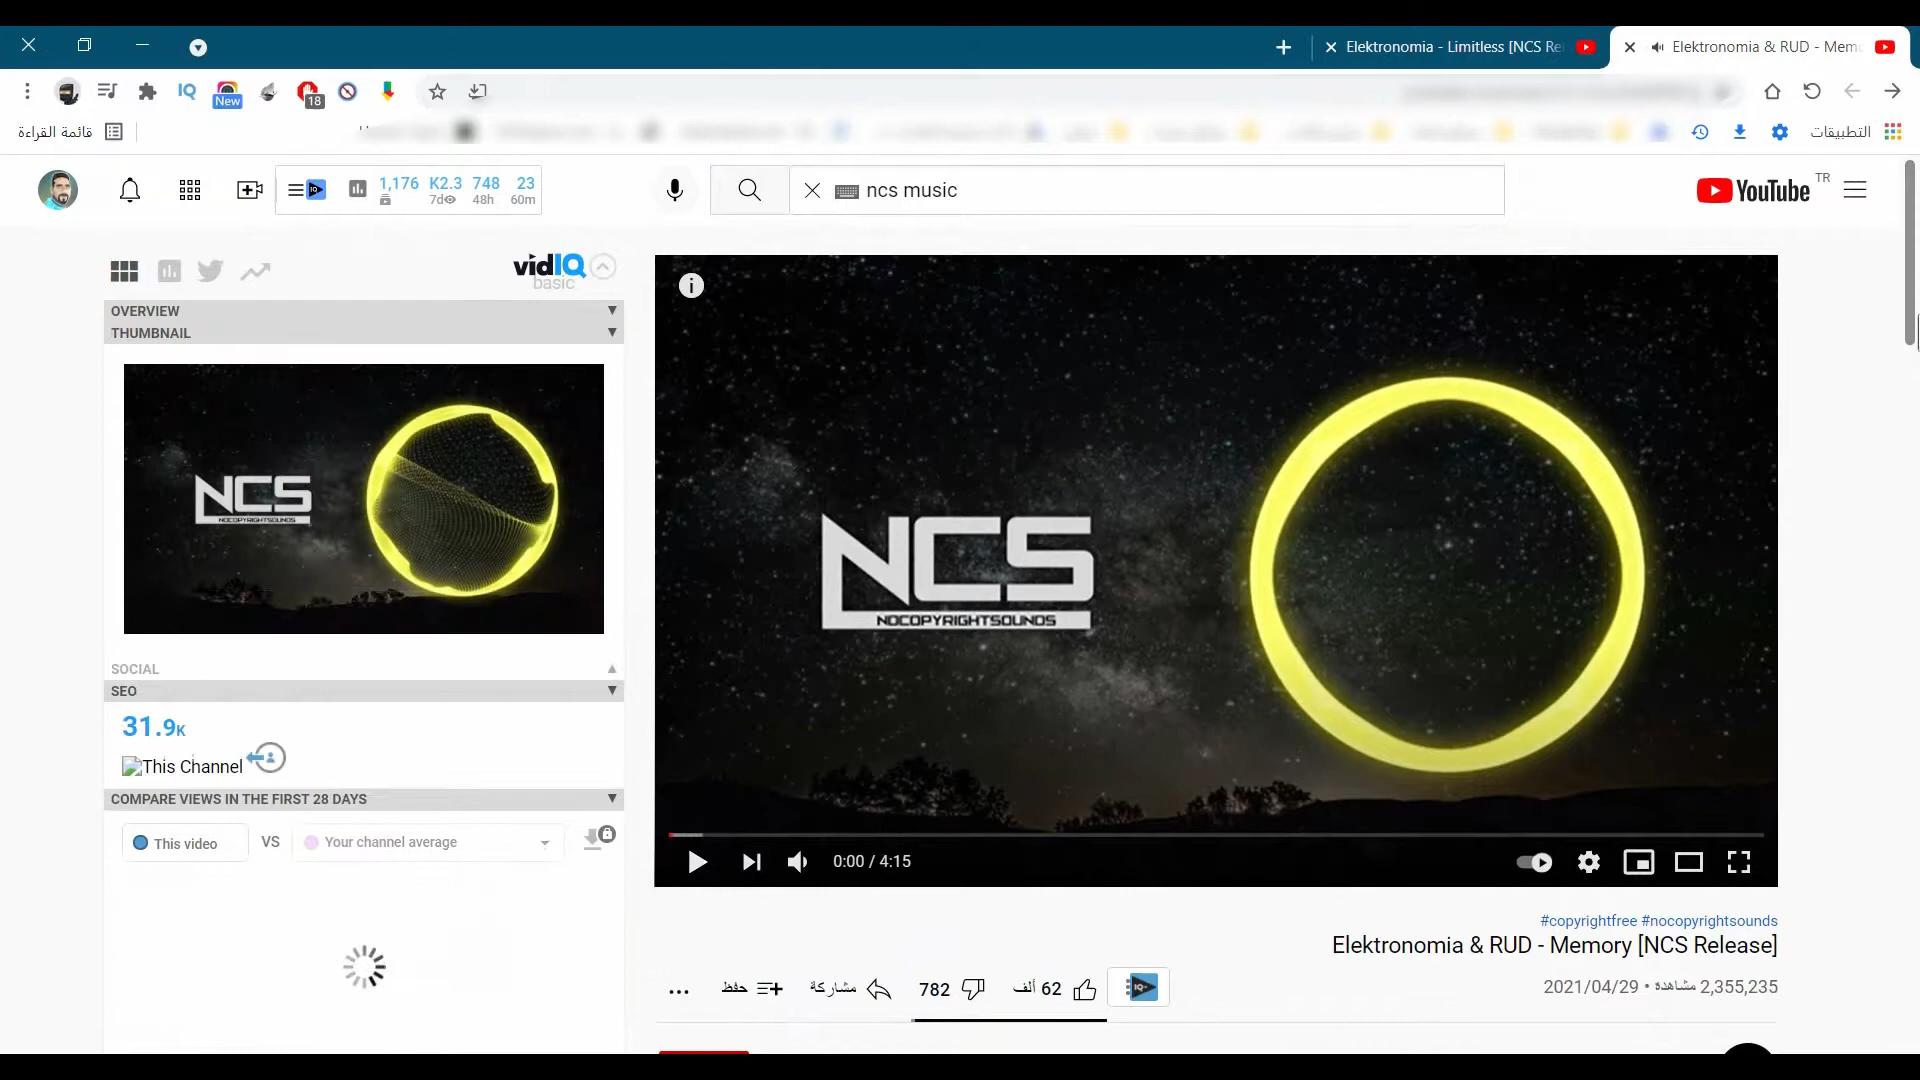 Elektronomia - Limitless [NCS Re
Elektronomia & RUD - Mem
New
18
IQ
قائمة القراءة
التطبيقات
1,176 K2.3 748 23
7d 48h 60m
ncs music
YouTube TR
vidIQ
basic
OVERVIEW
THUMBNAIL
NCS
NOCOPYRIGHTSOUNDS
SOCIAL
SEO
31.9K
This Channel
COMPARE VIEWS IN THE FIRST 28 DAYS
This video VS Your channel average
NCS
NOCOPYRIGHTSOUNDS
0:00 / 4:15
#copyrightfree #nocopyrightsounds
Elektronomia & RUD - Memory [NCS Release]
2,355,235 مشاهدة • 2021/04/29
62 ألف
782
مشاركة
حفظ